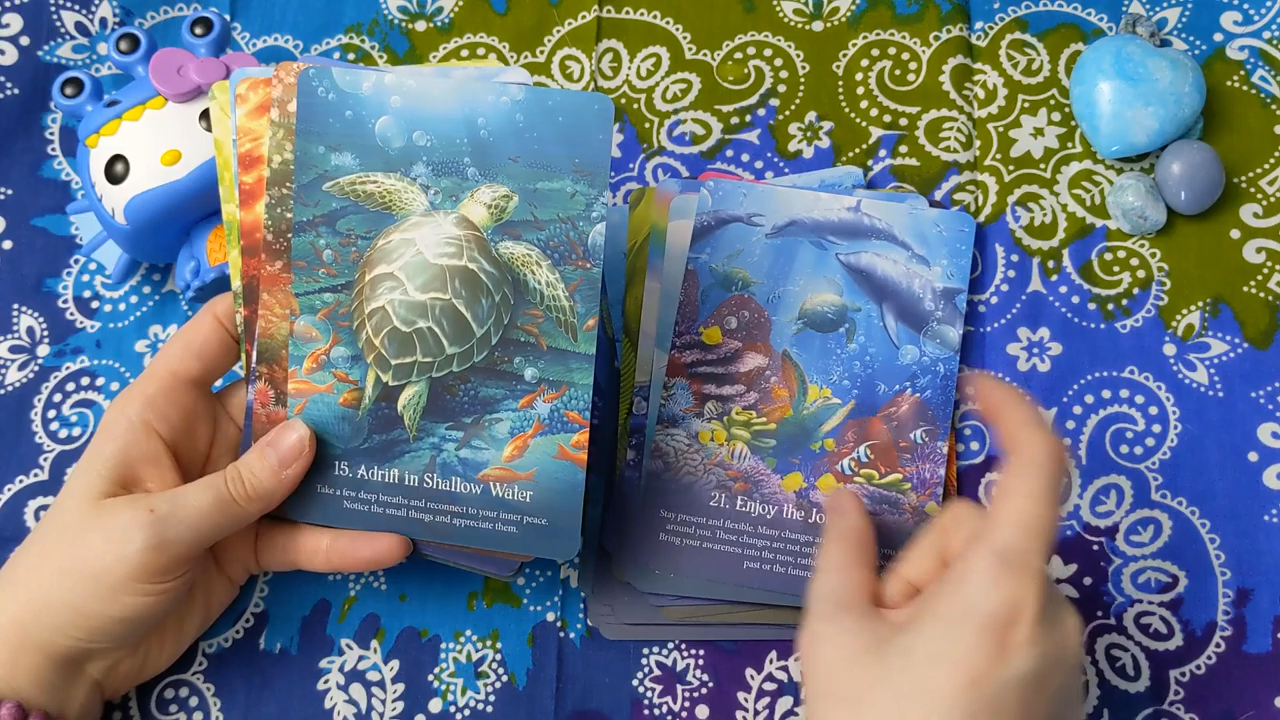 15. Adrift in Shallow Water
Take a few deep breaths and reconnect to your inner peace.
Notice the small things and appreciate them.
21. Enjoy the
Stay present and flexible. Many changes
around you. These changes are not only
Bring your awareness into the now,
past or the future